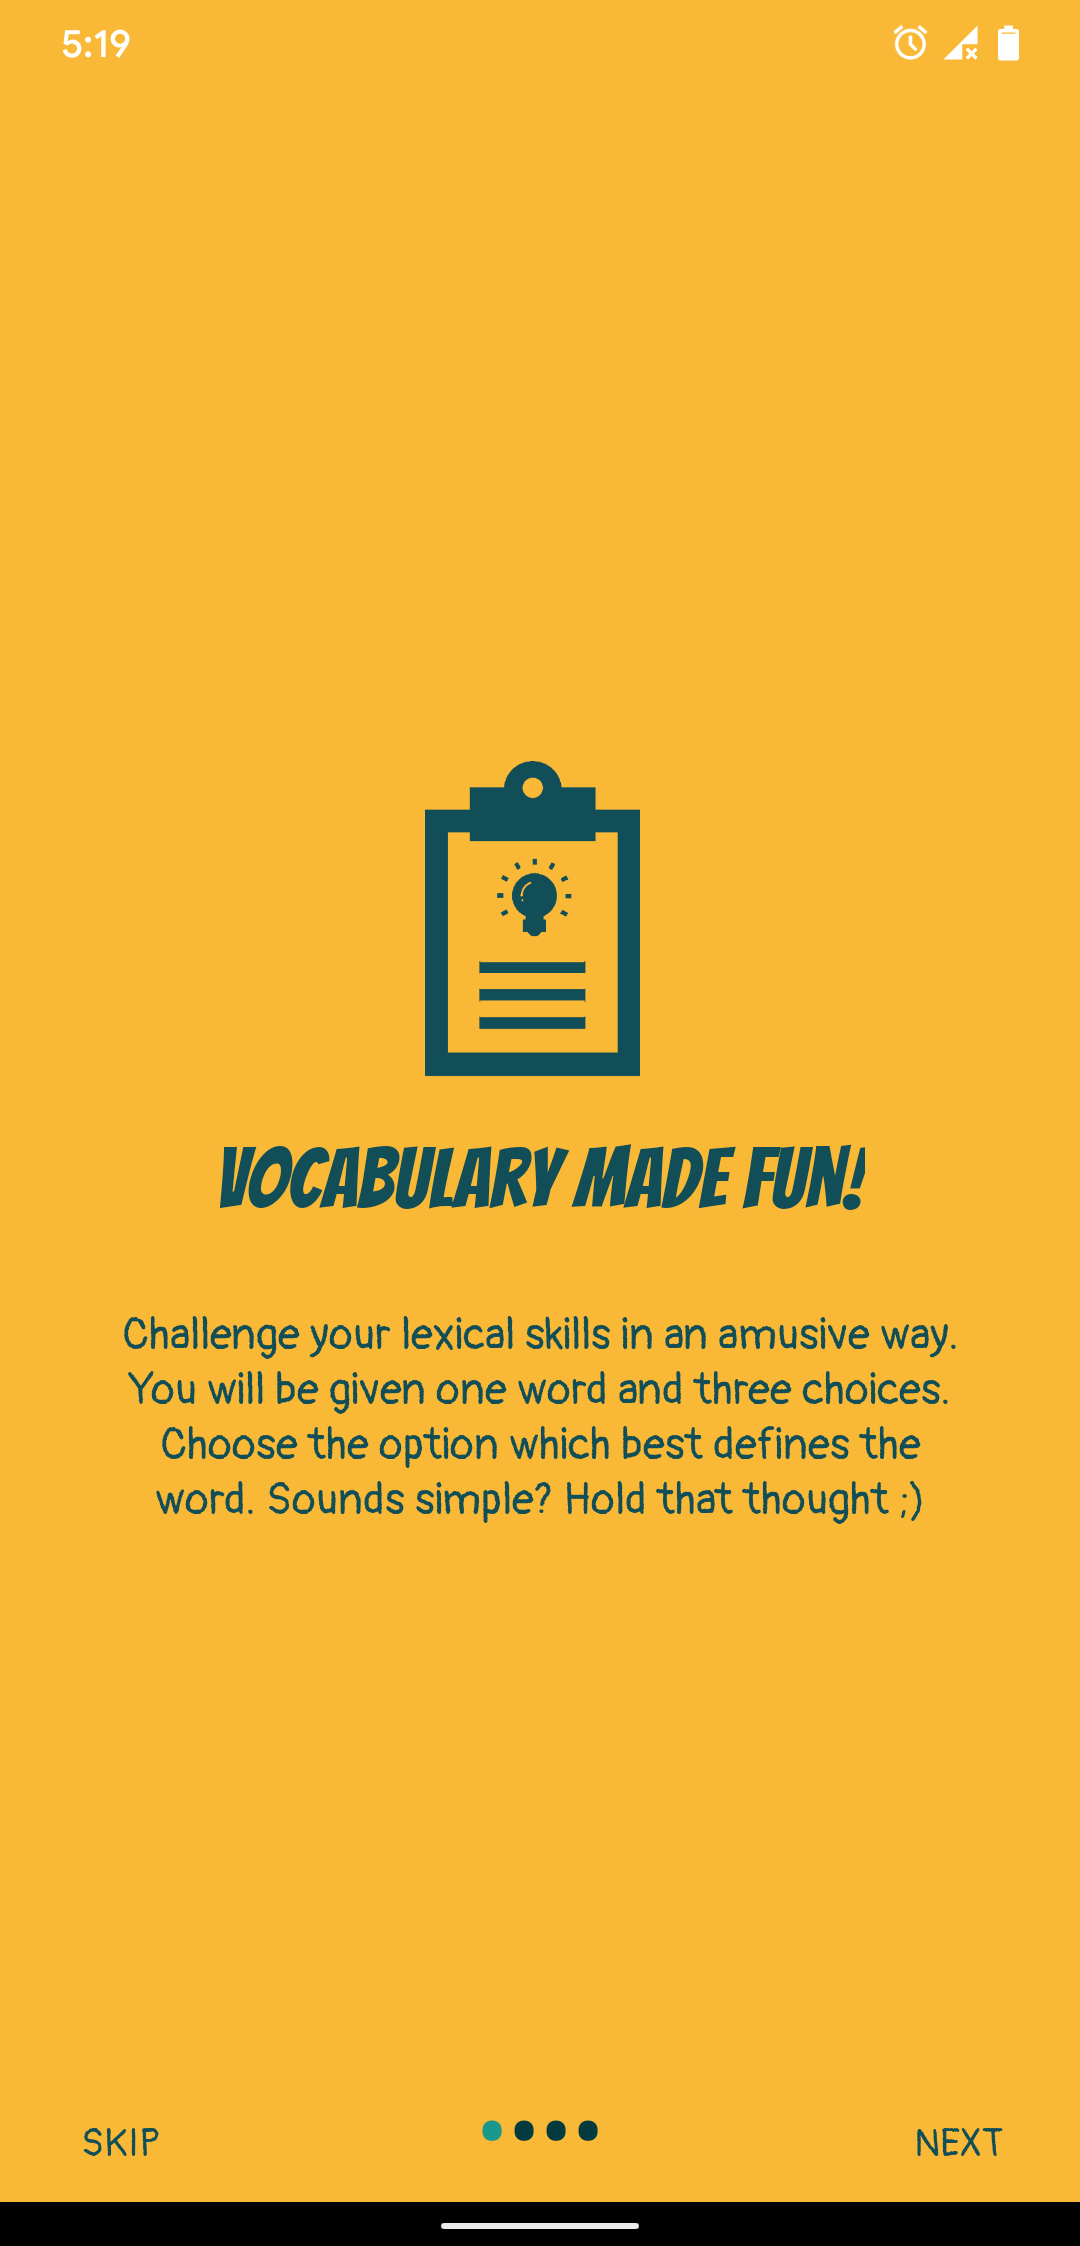 5:19
VOCABULARY MADE FUN!
Challenge your lexical skills in an amusive way.
You will be given one word and three choices.
Choose the option which best defines the
word. Sounds simple? Hold that thought ;)
SKIP
NEXT